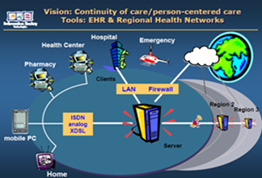 Vision: Continuity of care/person-centered care
Tools: EHR & Regional Health Networks
Hospital
Emergency
Health Center
Pharmacy
Clients
LAN
Firewall
ISDN
analog
XDSL
mobile PC
Server
Region 2
Region 3
Home